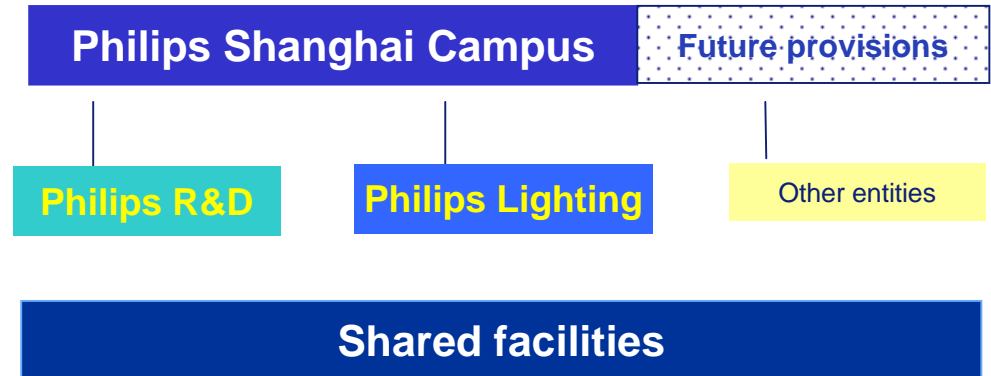 Philips Shanghai Campus
Future provisions
Philips R&D
Philips Lighting
Other entities
Shared facilities